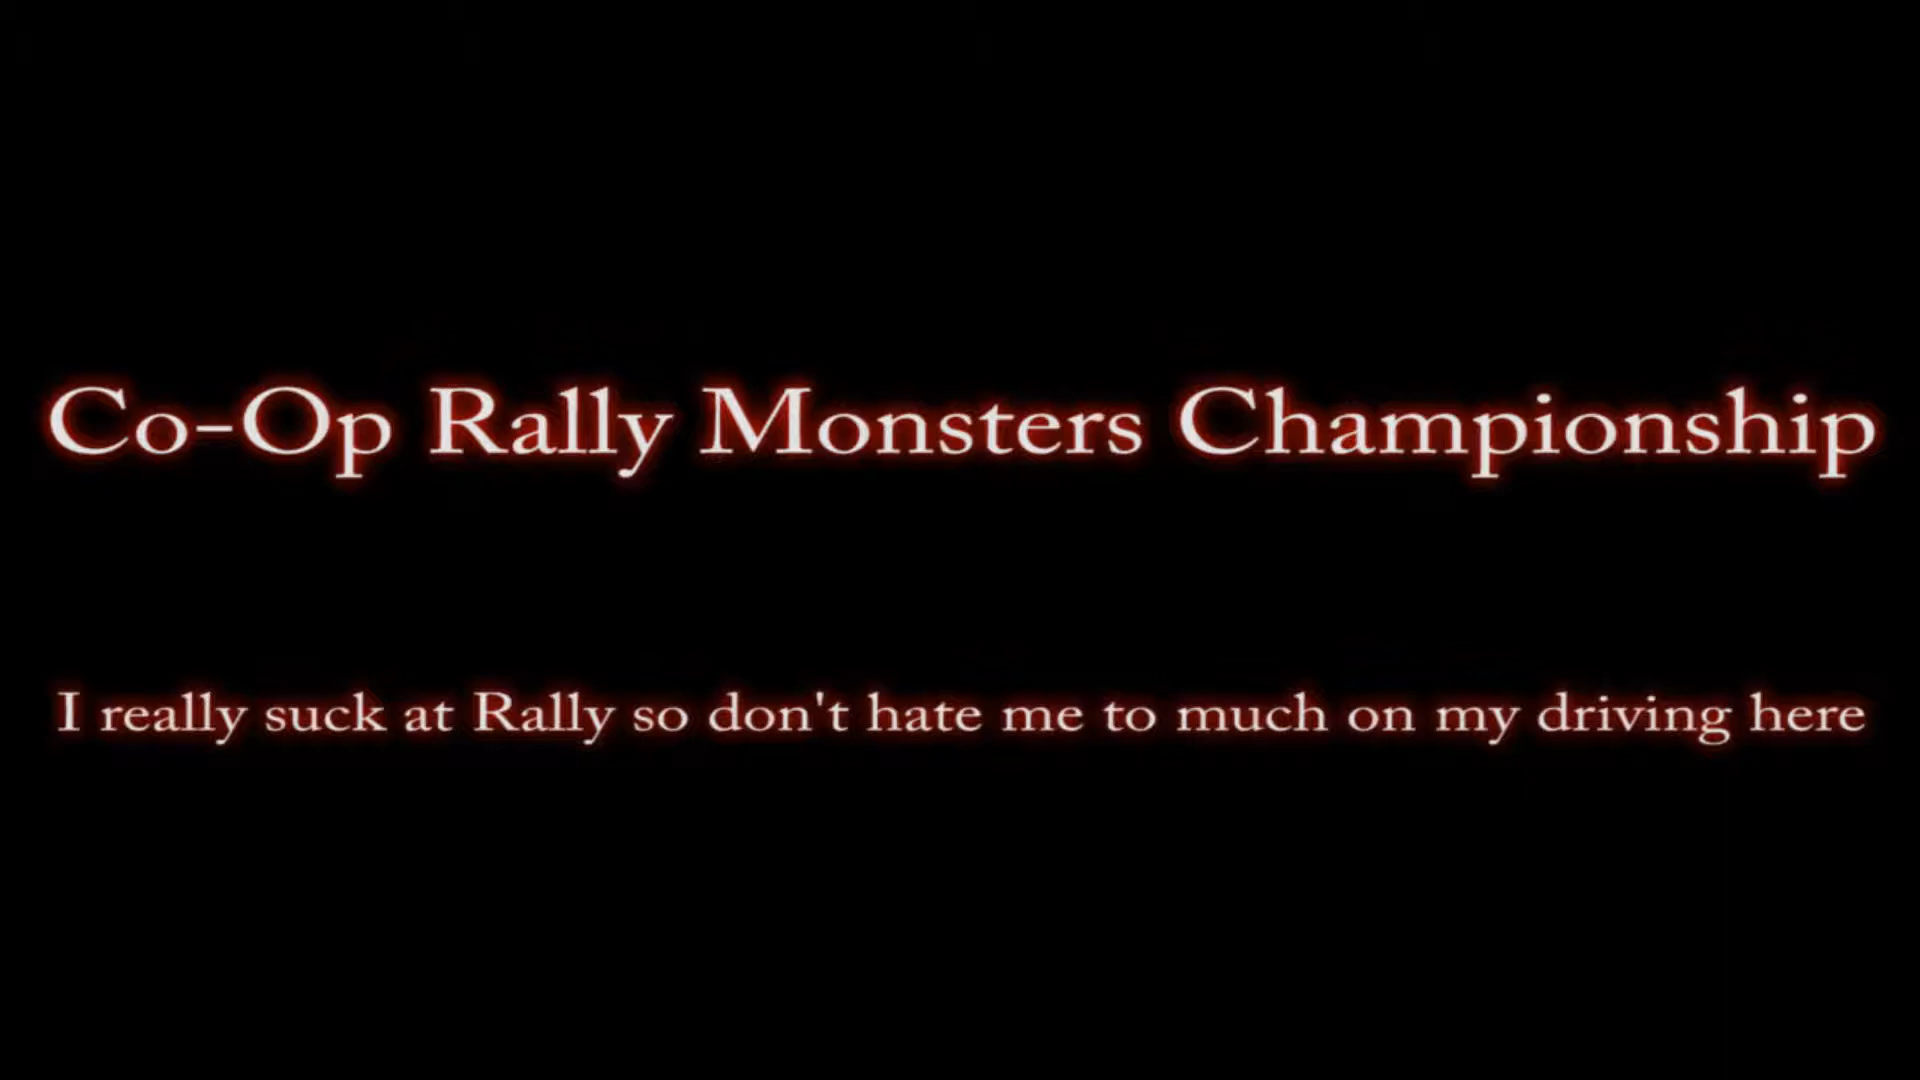 Co-Op Rally Monsters Championship
I really suck at Rally so don't hate me to much on my driving here